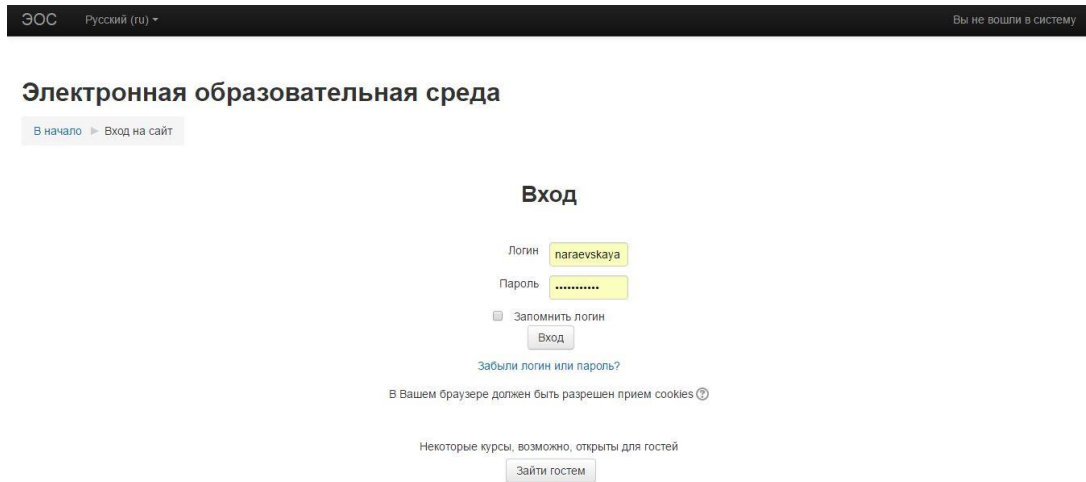 ЭОС Русский (ru) Вы не вошли в систему
Электронная образовательная среда
В начало ► Вход на сайт
Вход
Логин naraevskaya
Пароль •••••••••••
Запомнить логин
Вход
Забыли логин или пароль?
В Вашем браузере должен быть разрешен прием cookies ?
Некоторые курсы, возможно, открыты для гостей
Зайти гостем